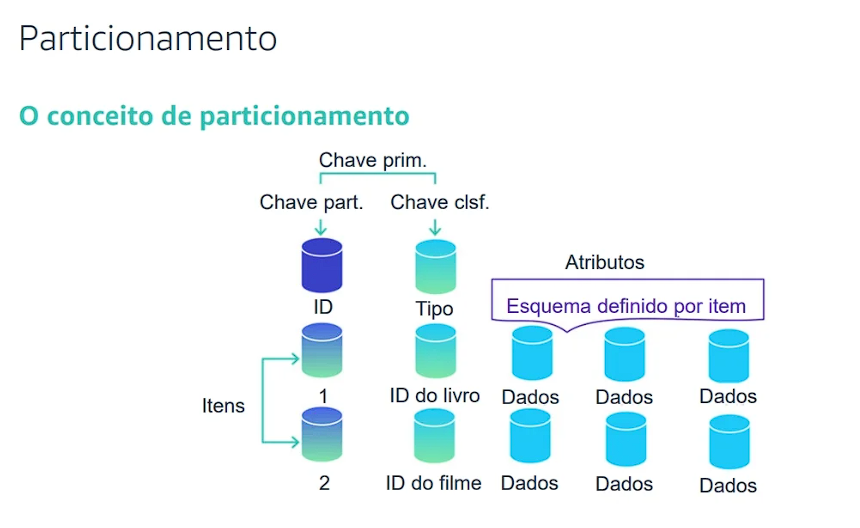 Particionamento
O conceito de particionamento
Chave prim.
Chave part.
Chave clsf.
Atributos
ID
Tipo
Esquema definido por item
Itens
1
ID do livro
Dados
Dados
Dados
2
ID do filme
Dados
Dados
Dados